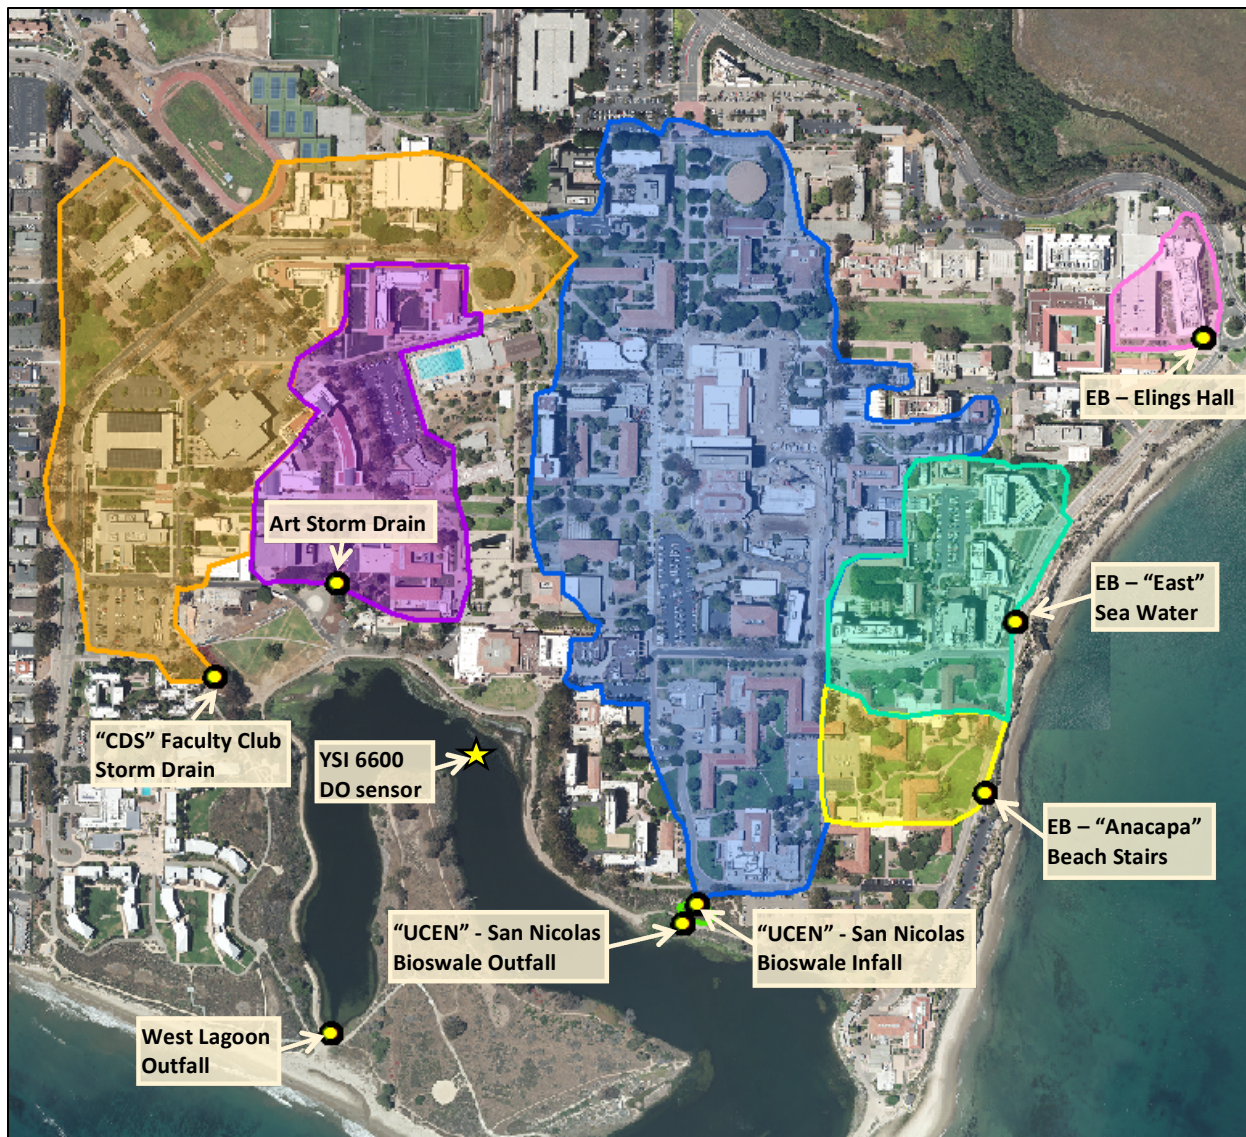 EB – Elings Hall
Art Storm Drain
EB – “East”
Sea Water
“CDS” Faculty Club
Storm Drain
YSI 6600
DO sensor
EB – “Anacapa”
Beach Stairs
“UCEN” - San Nicolas
Bioswale Outfall
“UCEN” - San Nicolas
Bioswale Infall
West Lagoon
Outfall